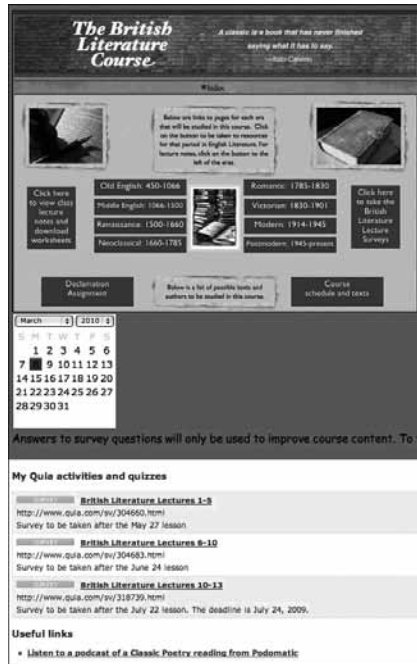 The British
Literature
Course
A classic is a book that has never finished
saying what it has to say.
—Italo Calvino
Index
Below are links to pages for each era
that will be studied in this course. Click
on the button to be taken to resources
for that period in English Literature. For
lecture notes, click on the button to the
left of the eras.
Click here
to view class
lecture
notes and
download
worksheets
Old English: 450-1066
Middle English: 1066-1500
Renaissance: 1500-1660
Neoclassical: 1660-1785
Romantic: 1785-1830
Victorian: 1830-1901
Modern: 1914-1945
Postmodern: 1945-present
Click here
to take the
British
Literature
Lecture
Surveys
Declamation
Assignment
Below is a list of possible texts and
authors to be studied in this course.
Course
schedule and texts
March 2010
S M T W T F S
1 2 3 4 5 6
7 8 9 10 11 12 13
14 15 16 17 18 19 20
21 22 23 24 25 26 27
28 29 30 31
Answers to survey questions will only be used to improve course content. To
My Quia activities and quizzes
SURVEY British Literature Lectures 1-5
http://www.quia.com/sv/304660.html
Survey to be taken after the May 27 lesson
SURVEY British Literature Lectures 6-10
http://www.quia.com/sv/304683.html
Survey to be taken after the June 24 lesson
SURVEY British Literature Lectures 10-13
http://www.quia.com/sv/318739.html
Survey to be taken after the July 22 lesson. The deadline is July 24, 2009.
Useful links
• Listen to a podcast of a Classic Poetry reading from Podomatic